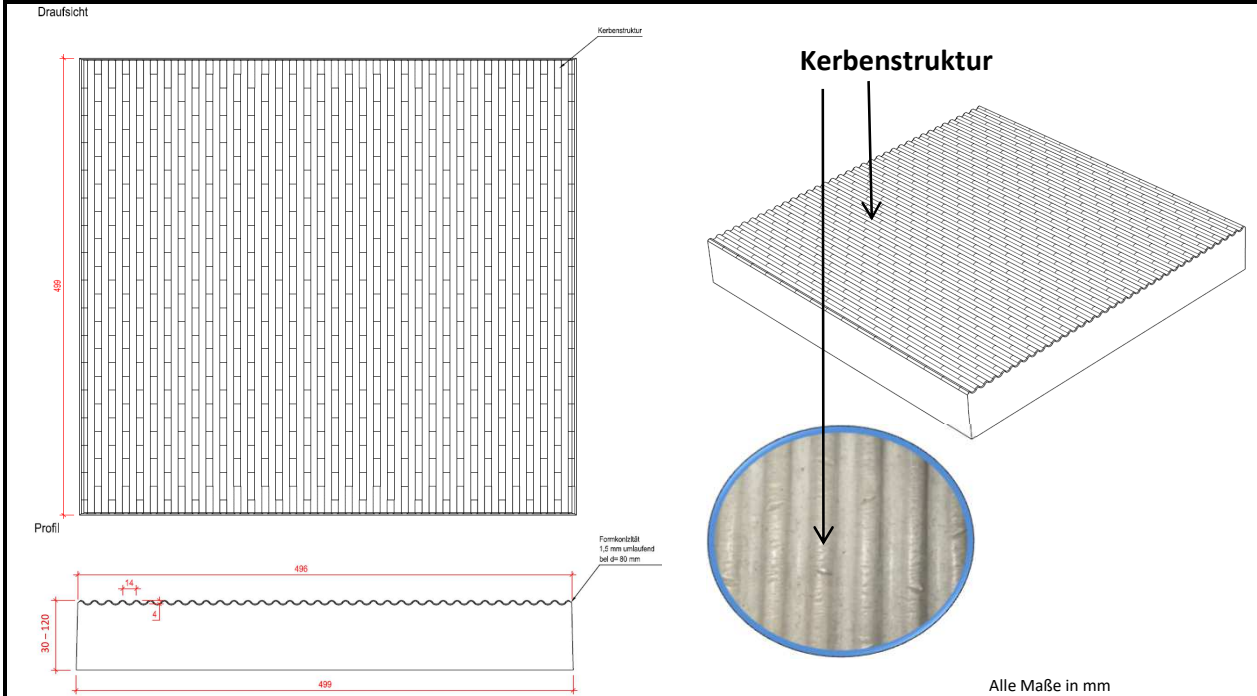 Draufsicht
Kerbenstruktur
499
Kerbenstruktur
Profil
Formkonizität
1,5 mm umlaufend
bei d= 80 mm
496
14
4
30 – 120
499
Alle Maße in mm